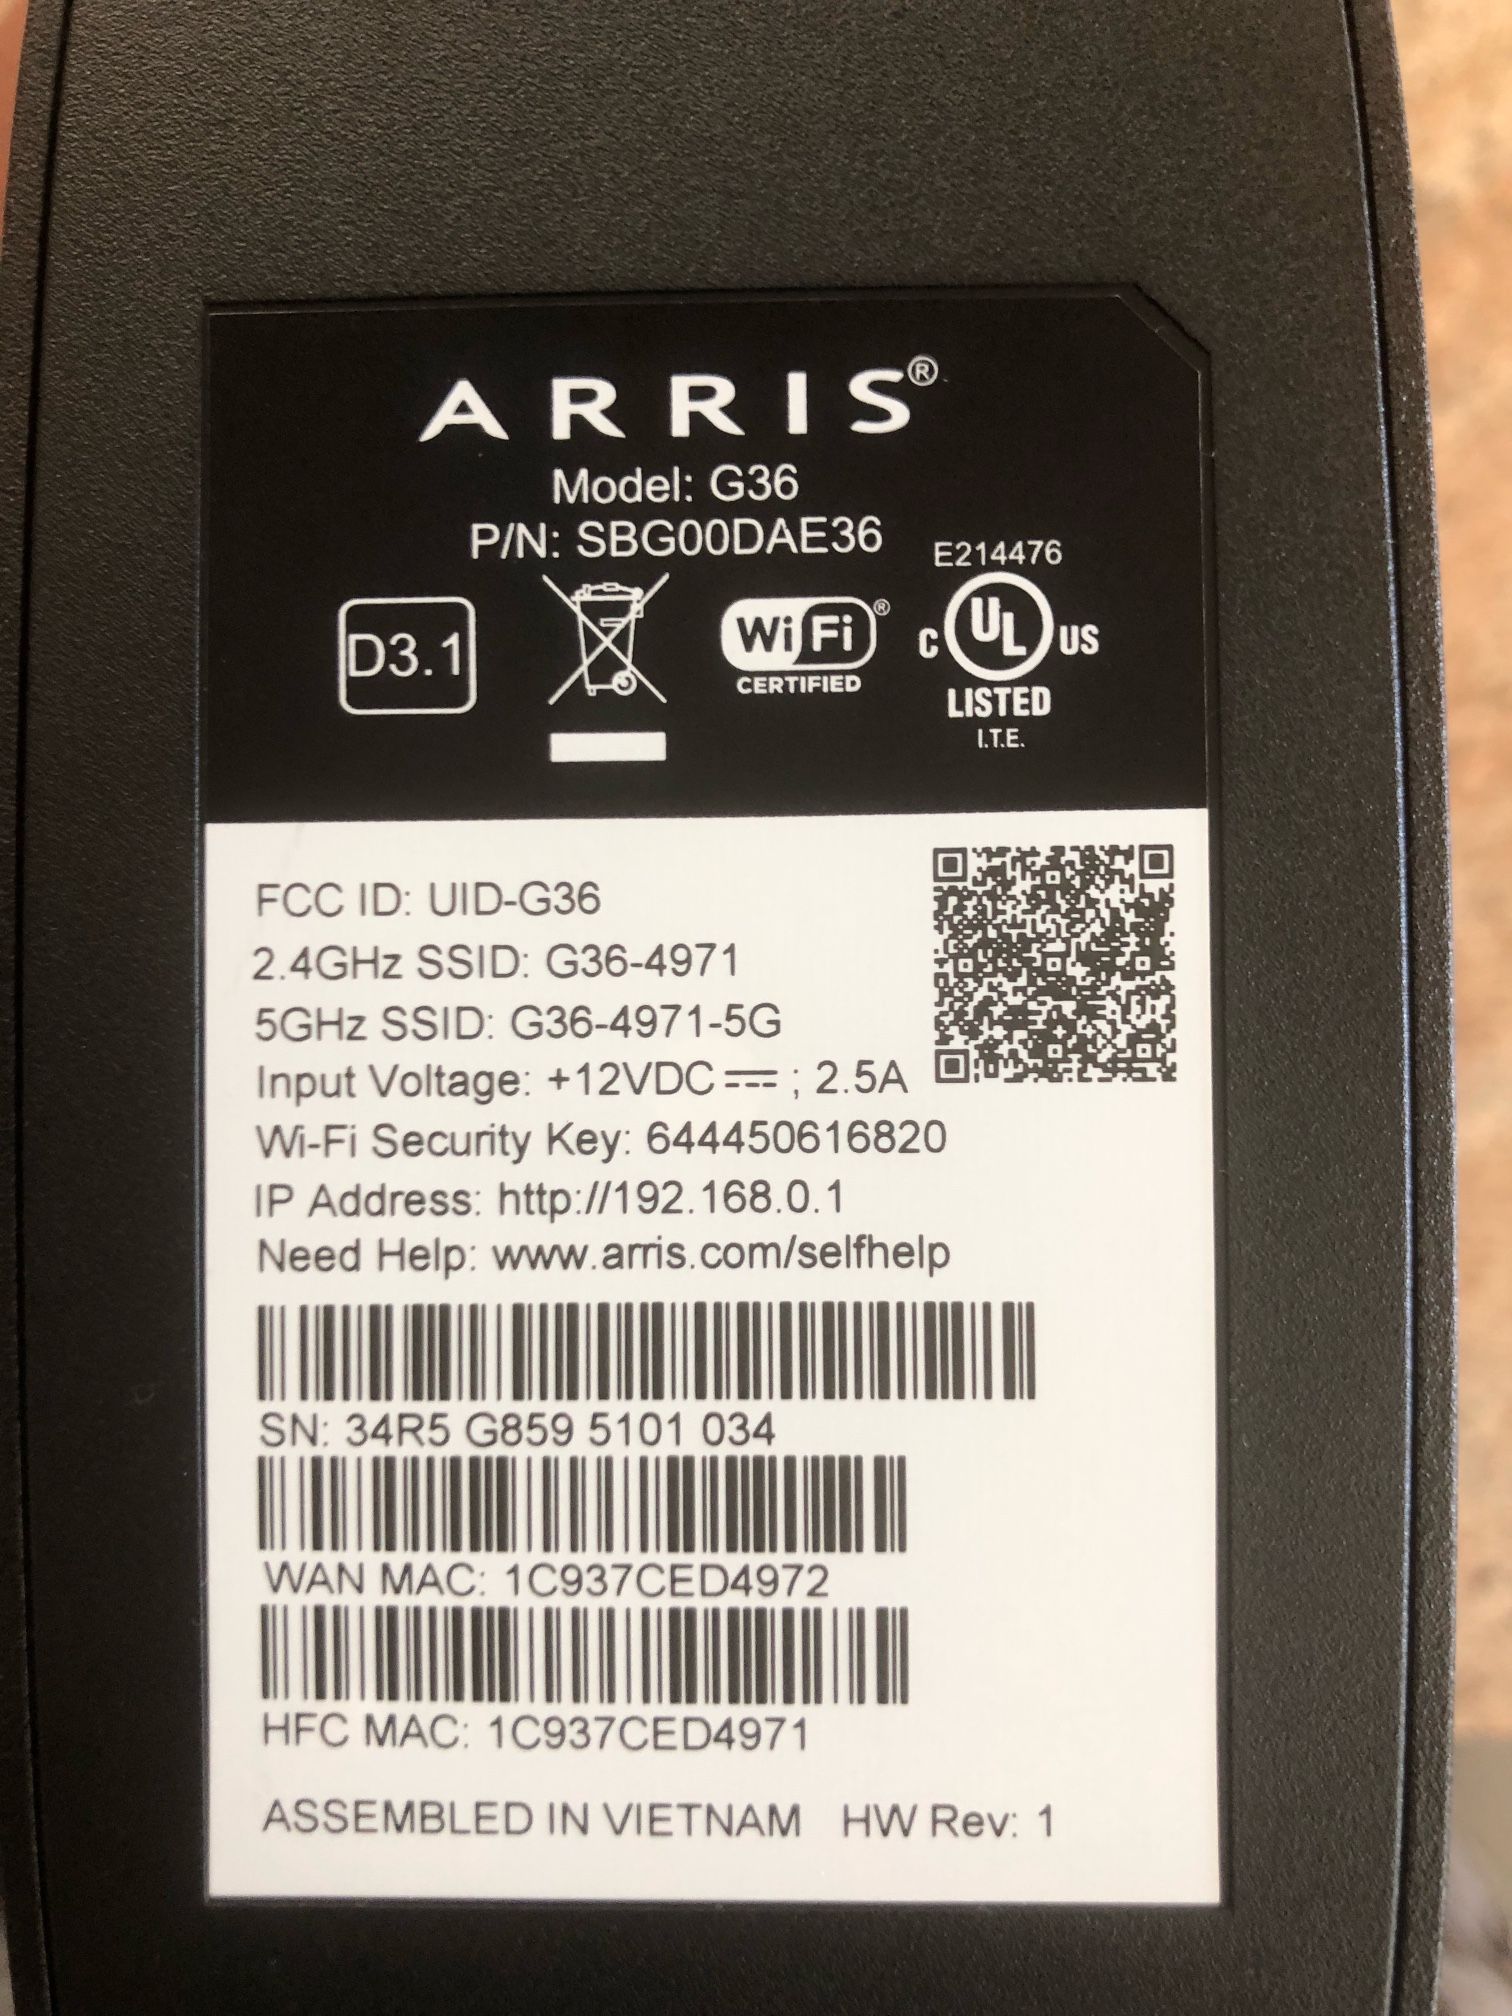 ARRIS®
Model: G36
P/N: SBG00DAE36
E214476
D3.1
WiFi®
CERTIFIED
C UL US
LISTED
I.T.E.
FCC ID: UID-G36
2.4GHz SSID: G36-4971
5GHz SSID: G36-4971-5G
Input Voltage: +12VDC⎓ ; 2.5A
Wi-Fi Security Key: 644450616820
IP Address: http://192.168.0.1
Need Help: www.arris.com/selfhelp
SN: 34R5 G859 5101 034
WAN MAC: 1C937CED4972
HFC MAC: 1C937CED4971
ASSEMBLED IN VIETNAM HW Rev: 1